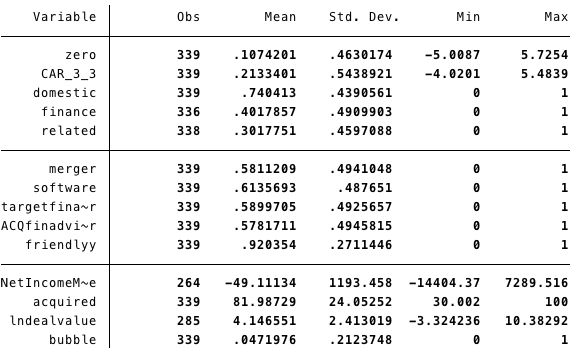 Variable Obs Mean Std. Dev. Min Max
zero 339 .1074201 .4630174 -5.0087 5.7254
CAR_3_3 339 .2133401 .5438921 -4.0201 5.4839
domestic 339 .740413 .4390561 0 1
finance 336 .4017857 .4909903 0 1
related 338 .3017751 .4597088 0 1
merger 339 .5811209 .4941048 0 1
software 339 .6135693 .487651 0 1
targetfina~r 339 .5899705 .4925657 0 1
ACQfinadvi~r 339 .5781711 .4945815 0 1
friendlyy 339 .920354 .2711446 0 1
NetIncomeM~e 264 -49.11134 1193.458 -14404.37 7289.516
acquired 339 81.98729 24.05252 30.002 100
lndealvalue 285 4.146551 2.413019 -3.324236 10.38292
bubble 339 .0471976 .2123748 0 1